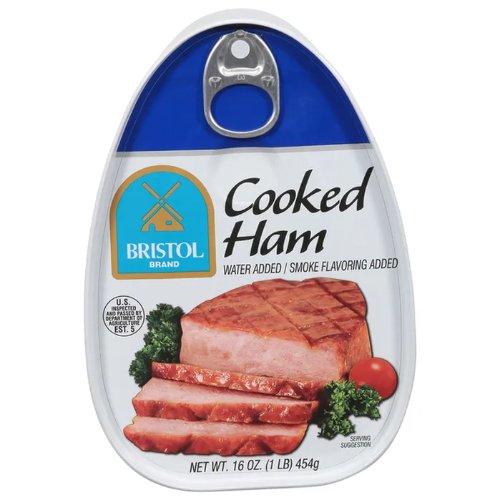 BRISTOL
BRAND
Cooked
Ham
WATER ADDED / SMOKE FLAVORING ADDED
U.S.
INSPECTED
AND PASSED BY
DEPARTMENT OF
AGRICULTURE
EST. 5
SERVING
SUGGESTION
NET WT. 16 OZ. (1 LB) 454g